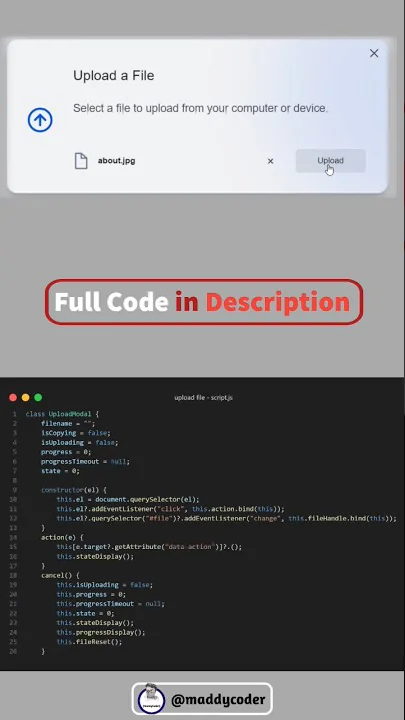 Upload a File
Select a file to upload from your computer or device.
about.jpg
Upload
Full Code in Description
upload file - script.js
1 class UploadModal {
2 filename = "";
3 isCopying = false;
4 isUploading = false;
5 progress = 0;
6 progressTimeout = null;
7 state = 0;
8
9 constructor(el) {
10 this.el = document.querySelector(el);
11 this.el?.addEventListener("click", this.action.bind(this));
12 this.el?.querySelector("#file")?.addEventListener("change", this.fileHandle.bind(this));
13 }
14 action(e) {
15 this[e.target?.getAttribute("data-action")]?.();
16 this.stateDisplay();
17 }
18 cancel() {
19 this.isUploading = false;
20 this.progress = 0;
21 this.progressTimeout = null;
22 this.state = 0;
23 this.stateDisplay();
24 this.progressDisplay();
25 this.fileReset();
26 }
@maddycoder